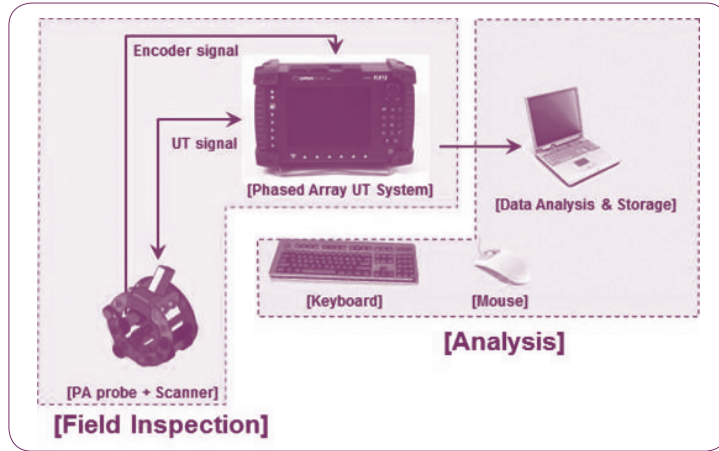 Encoder signal
UT signal
[Phased Array UT System]
[Data Analysis & Storage]
[Keyboard]
[Mouse]
[Analysis]
[PA probe + Scanner]
[Field Inspection]